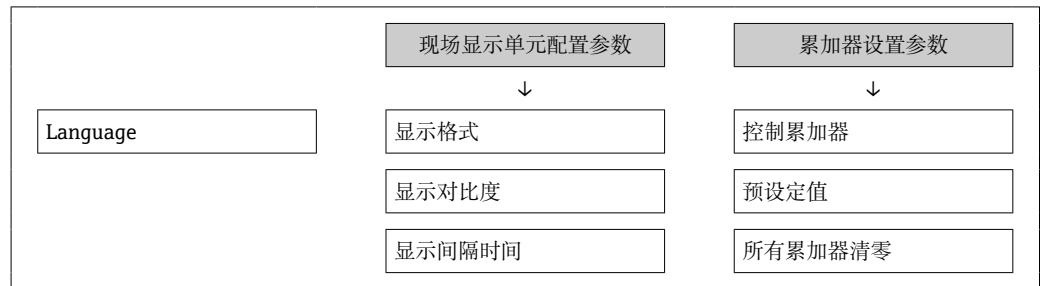 现场显示单元配置参数
累加器设置参数
↓
↓
Language
显示格式
控制累加器
显示对比度
预设定值
显示间隔时间
所有累加器清零